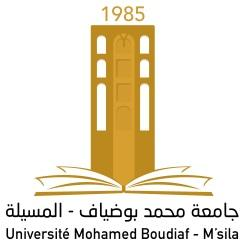 1985
جامعة محمد بوضياف - المسيلة
Université Mohamed Boudiaf - M'sila